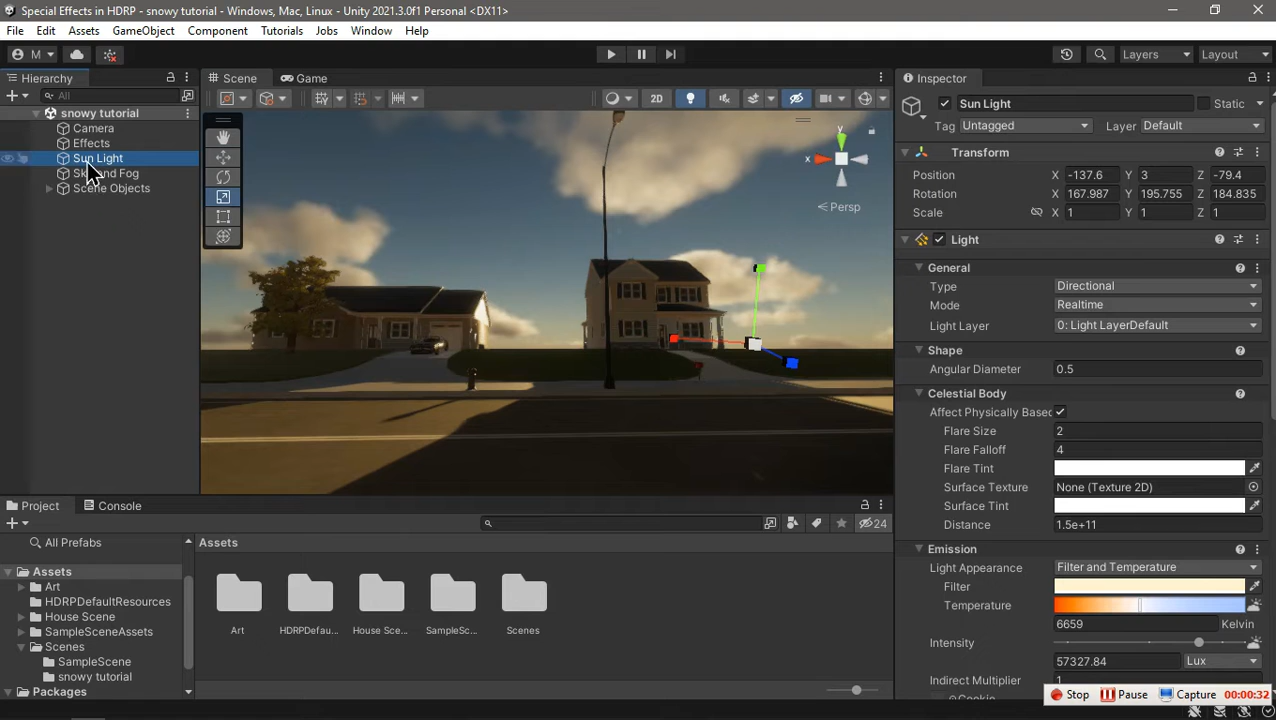 Special Effects in HDRP - snowy tutorial - Windows, Mac, Linux - Unity 2021.3.0f1 Personal <DX11>
File Edit Assets GameObject Component Tutorials Jobs Window Help
M Layers Layout
Hierarchy Scene Game Inspector
All 2D Sun Light Static
snowy tutorial Tag Untagged Layer Default
Camera
Effects
Sun Light
and Fog
Scene Objects
y
x
Persp
Transform
Position X -137.6 Y 3 Z -79.4
Rotation X 167.987 Y 195.755 Z 184.835
Scale X 1 Y 1 Z 1
Light
General
Type Directional
Mode Realtime
Light Layer 0: Light LayerDefault
Shape
Angular Diameter 0.5
Celestial Body
Affect Physically Based
Flare Size 2
Flare Falloff 4
Flare Tint
Surface Texture None (Texture 2D)
Surface Tint
Distance 1.5e+11
Emission
Light Appearance Filter and Temperature
Filter
Temperature
6659 Kelvin
Intensity
57327.84 Lux
Indirect Multiplier 1
Project Console
24
All Prefabs
Assets
Art
HDRPDefaultResources
House Scene
SampleSceneAssets
Scenes
SampleScene
snowy tutorial
Packages
Assets
Art HDRPDefau... House Sce... SampleSc... Scenes
Stop Pause Capture 00:00:32